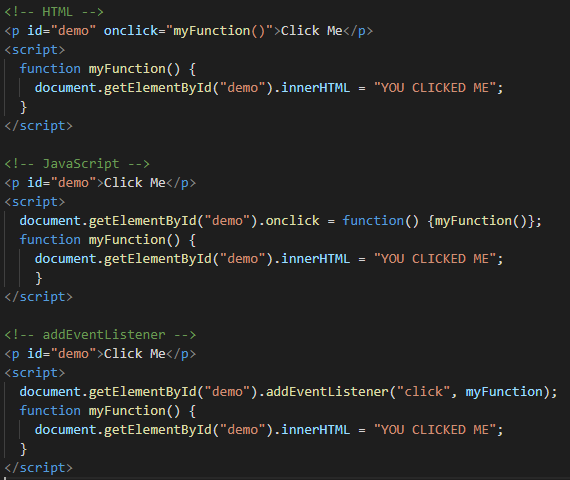 <!-- HTML -->
<p id="demo" onclick="myFunction()">Click Me</p>
<script>
  function myFunction() {
    document.getElementById("demo").innerHTML = "YOU CLICKED ME";
  }
</script>

<!-- JavaScript -->
<p id="demo">Click Me</p>
<script>
  document.getElementById("demo").onclick = function() {myFunction()};
  function myFunction() {
    document.getElementById("demo").innerHTML = "YOU CLICKED ME";
    }
</script>

<!-- addEventListener -->
<p id="demo">Click Me</p>
<script>
  document.getElementById("demo").addEventListener("click", myFunction);
  function myFunction() {
    document.getElementById("demo").innerHTML = "YOU CLICKED ME";
  }
</script>